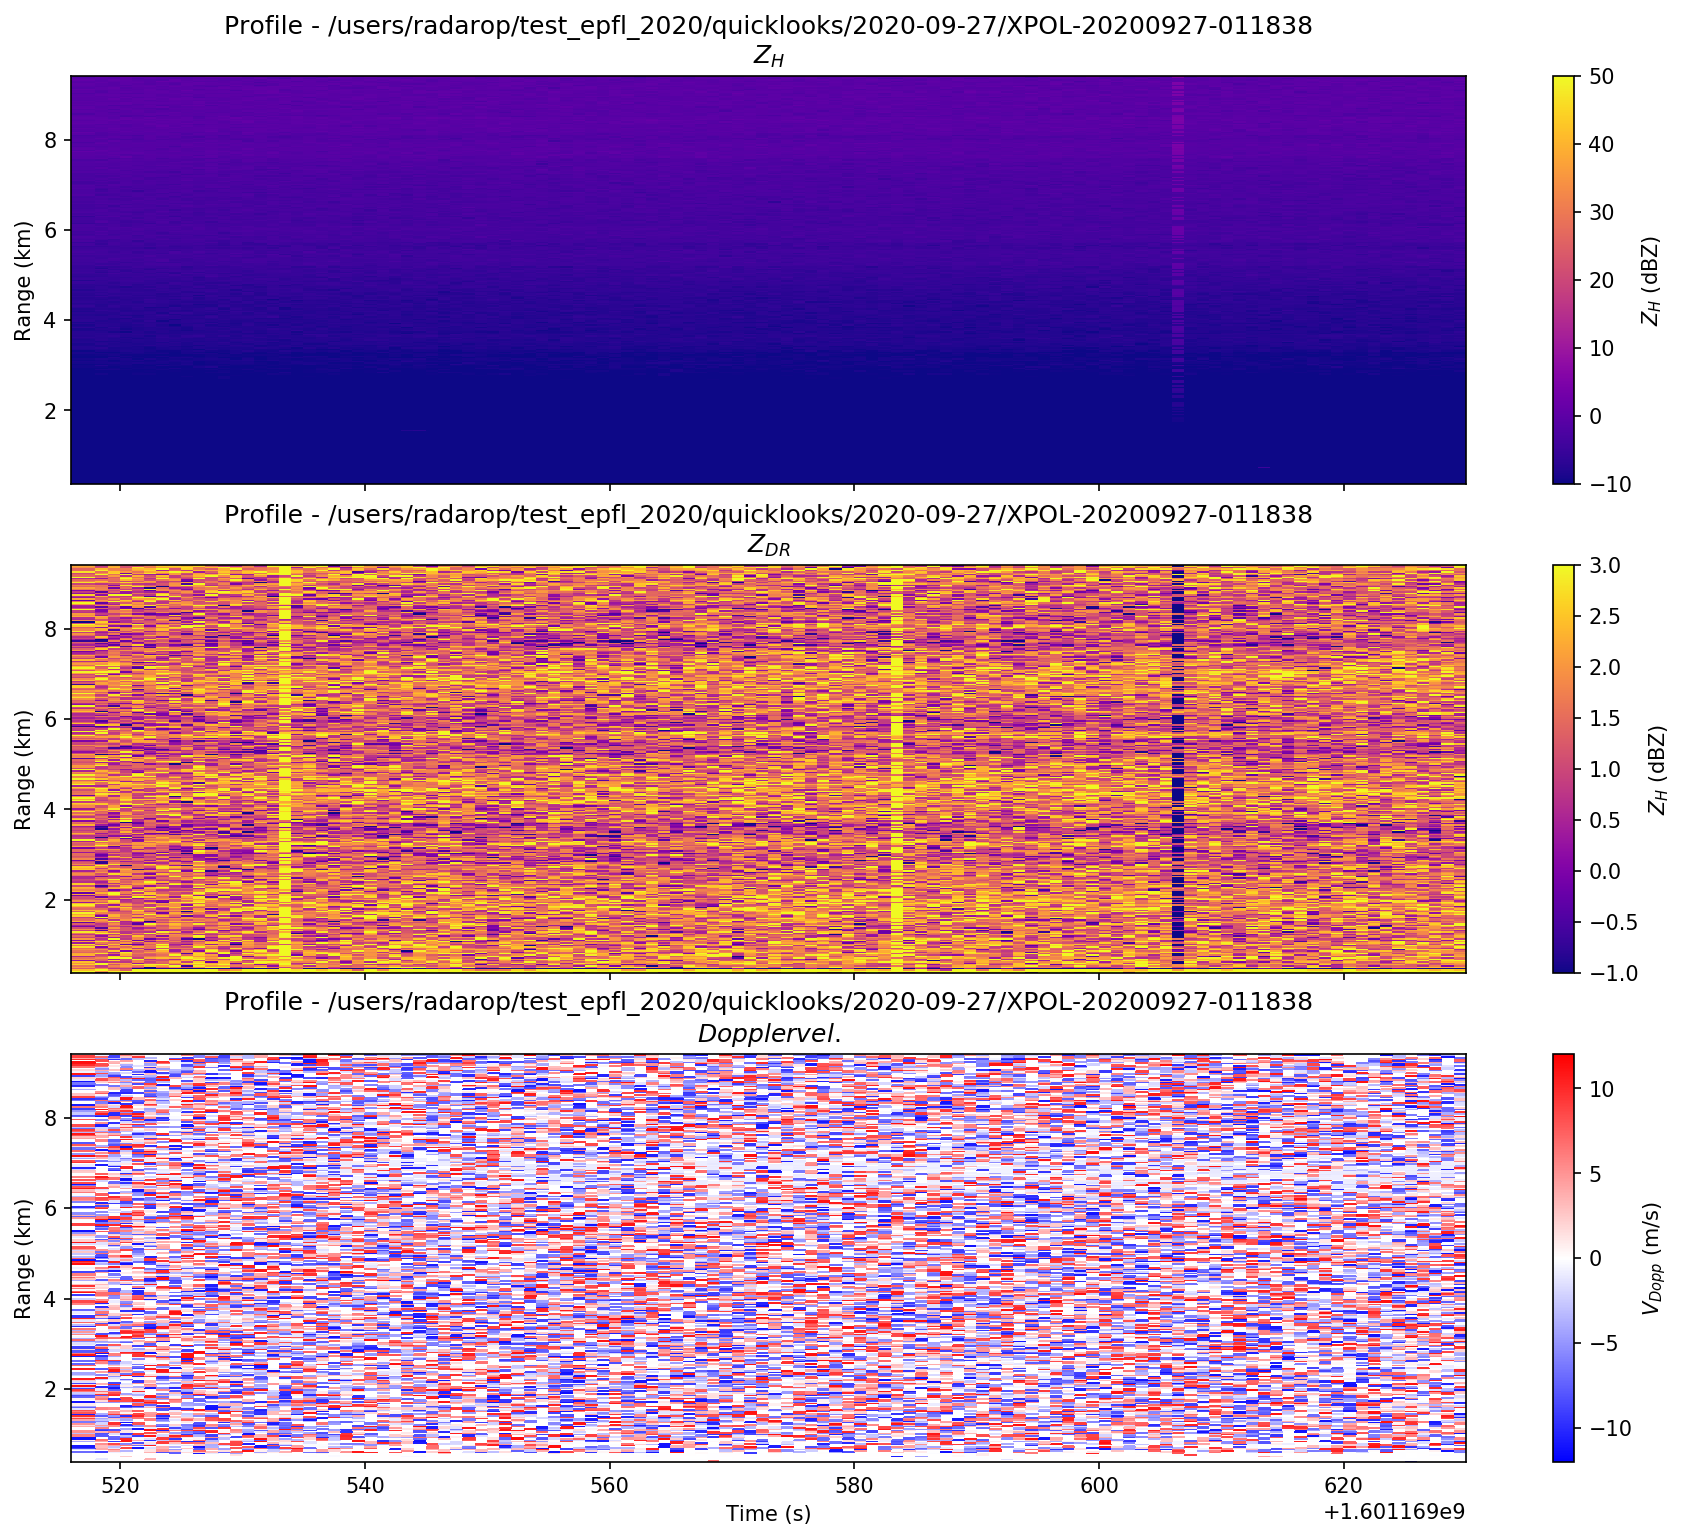 Profile - /users/radarop/test_epfl_2020/quicklooks/2020-09-27/XPOL-20200927-011838
Z_H
8
6
4
2
Range (km)
50
40
30
20
10
0
−10
Z_H (dBZ)
Profile - /users/radarop/test_epfl_2020/quicklooks/2020-09-27/XPOL-20200927-011838
Z_DR
8
6
4
2
Range (km)
3.0
2.5
2.0
1.5
1.0
0.5
0.0
−0.5
−1.0
Z_H (dBZ)
Profile - /users/radarop/test_epfl_2020/quicklooks/2020-09-27/XPOL-20200927-011838
Dopplervel.
8
6
4
2
Range (km)
520 540 560 580 600 620
+1.601169e9
Time (s)
10
5
0
−5
−10
V_Dopp (m/s)